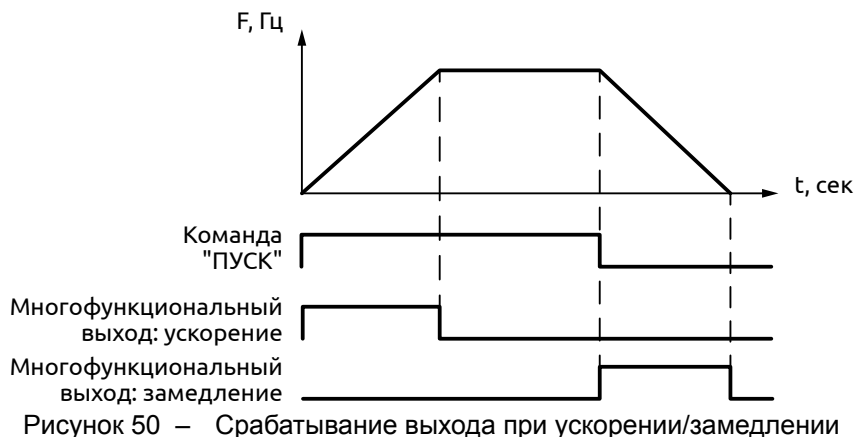 F, Гц
t, сек
Команда
"ПУСК"
Многофункциональный
выход: ускорение
Многофункциональный
выход: замедление
Рисунок 50 – Срабатывание выхода при ускорении/замедлении